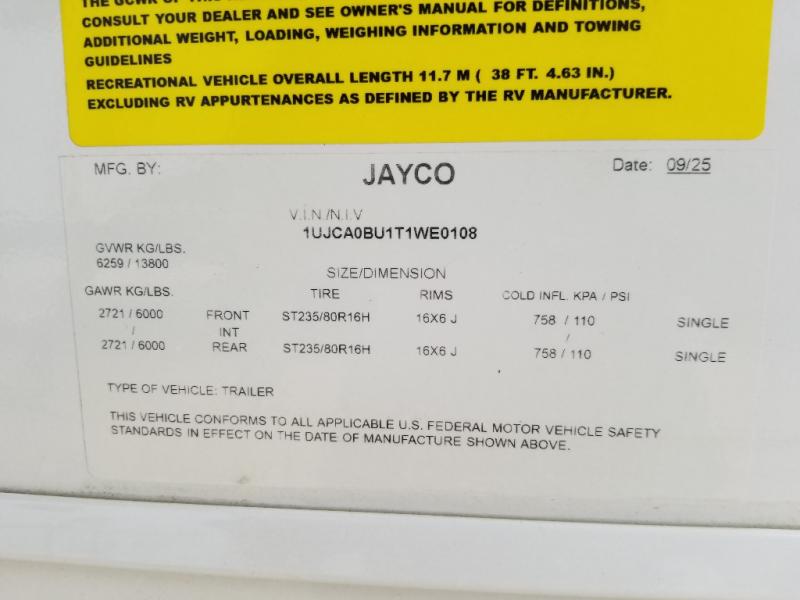 THE GCWR OF THIS
CONSULT YOUR DEALER AND SEE OWNER'S MANUAL FOR DEFINITIONS,
ADDITIONAL WEIGHT, LOADING, WEIGHING INFORMATION AND TOWING
GUIDELINES
RECREATIONAL VEHICLE OVERALL LENGTH 11.7 M ( 38 FT. 4.63 IN.)
EXCLUDING RV APPURTENANCES AS DEFINED BY THE RV MANUFACTURER.
MFG. BY: JAYCO Date: 09/25
V.I.N./N.I.V
1UJCA0BU1T1WE0108
GVWR KG/LBS.
6259 / 13800
SIZE/DIMENSION
GAWR KG/LBS. TIRE RIMS COLD INFL. KPA / PSI
2721 / 6000 FRONT ST235/80R16H 16X6 J 758 / 110 SINGLE
/ INT /
2721 / 6000 REAR ST235/80R16H 16X6 J 758 / 110 SINGLE
TYPE OF VEHICLE: TRAILER
THIS VEHICLE CONFORMS TO ALL APPLICABLE U.S. FEDERAL MOTOR VEHICLE SAFETY
STANDARDS IN EFFECT ON THE DATE OF MANUFACTURE SHOWN ABOVE.